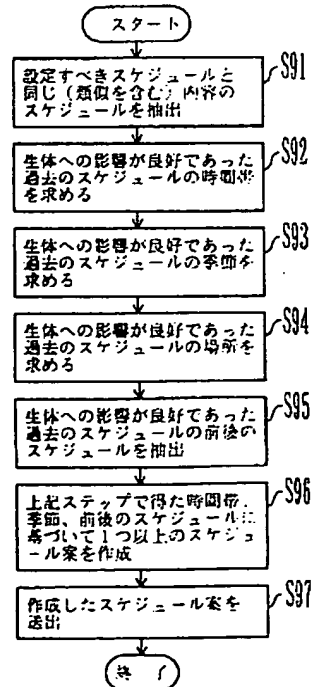 スタート
S91
設定すべきスケジュールと
同じ(類似を含む)内容の
スケジュールを抽出
S92
生体への影響が良好であった
過去のスケジュールの時間帯
を求める
S93
生体への影響が良好であった
過去のスケジュールの季節を
求める
S94
生体への影響が良好であった
過去のスケジュールの場所を
求める
S95
生体への影響が良好であった
過去のスケジュールの前後の
スケジュールを抽出
S96
上記ステップで得た時間帯、
季節、前後のスケジュールに
基づいて1つ以上のスケジュ
ール案を作成
S97
作成したスケジュール案を
送出
終了